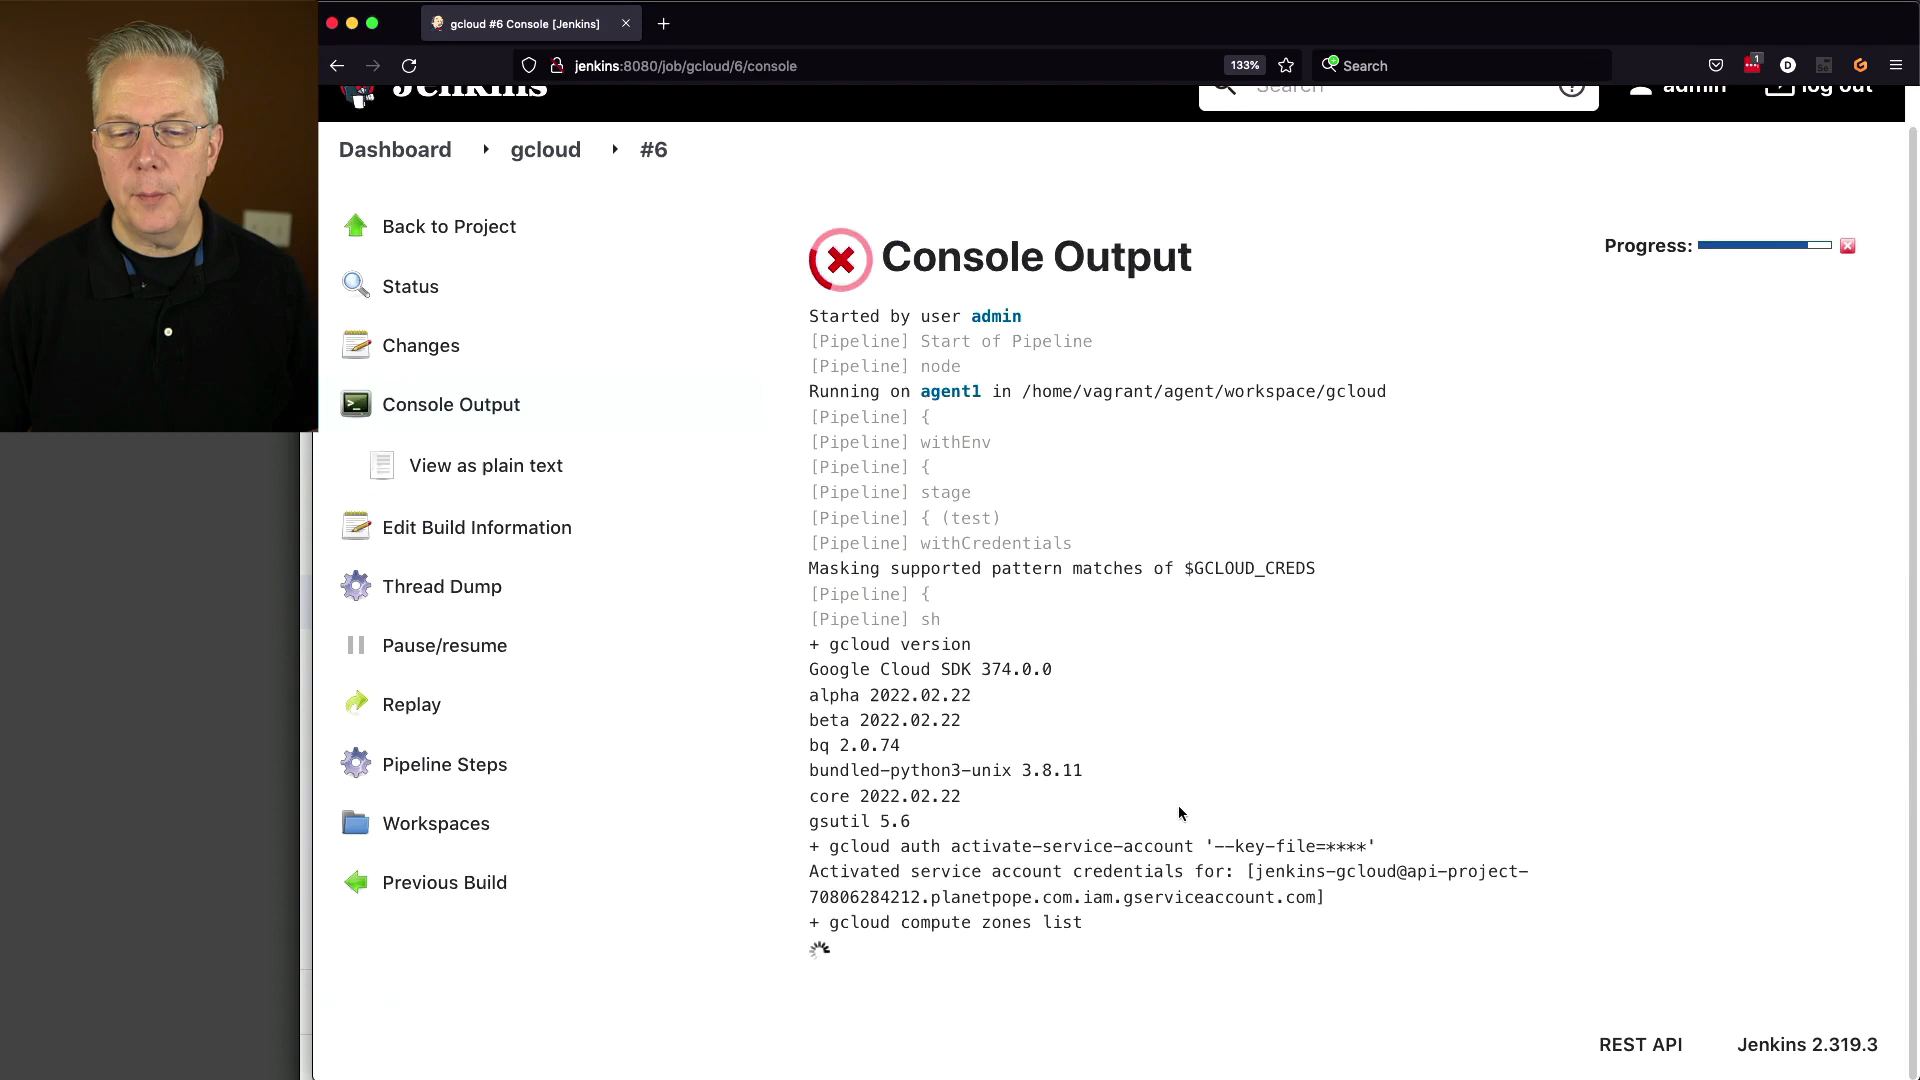 gcloud #6 Console [Jenkins]
jenkins:8080/job/gcloud/6/console
133%
Search
1
Jenkins
Search
admin
log out
Dashboard
gcloud
#6
Back to Project
Status
Changes
Console Output
View as plain text
Edit Build Information
Thread Dump
Pause/resume
Replay
Pipeline Steps
Workspaces
Previous Build
Console Output
Progress:
Started by user admin
[Pipeline] Start of Pipeline
[Pipeline] node
Running on agent1 in /home/vagrant/agent/workspace/gcloud
[Pipeline] {
[Pipeline] withEnv
[Pipeline] {
[Pipeline] stage
[Pipeline] { (test)
[Pipeline] withCredentials
Masking supported pattern matches of $GCLOUD_CREDS
[Pipeline] {
[Pipeline] sh
+ gcloud version
Google Cloud SDK 374.0.0
alpha 2022.02.22
beta 2022.02.22
bq 2.0.74
bundled-python3-unix 3.8.11
core 2022.02.22
gsutil 5.6
+ gcloud auth activate-service-account '--key-file=****'
Activated service account credentials for: [jenkins-gcloud@api-project-
70806284212.planetpope.com.iam.gserviceaccount.com]
+ gcloud compute zones list
REST API
Jenkins 2.319.3